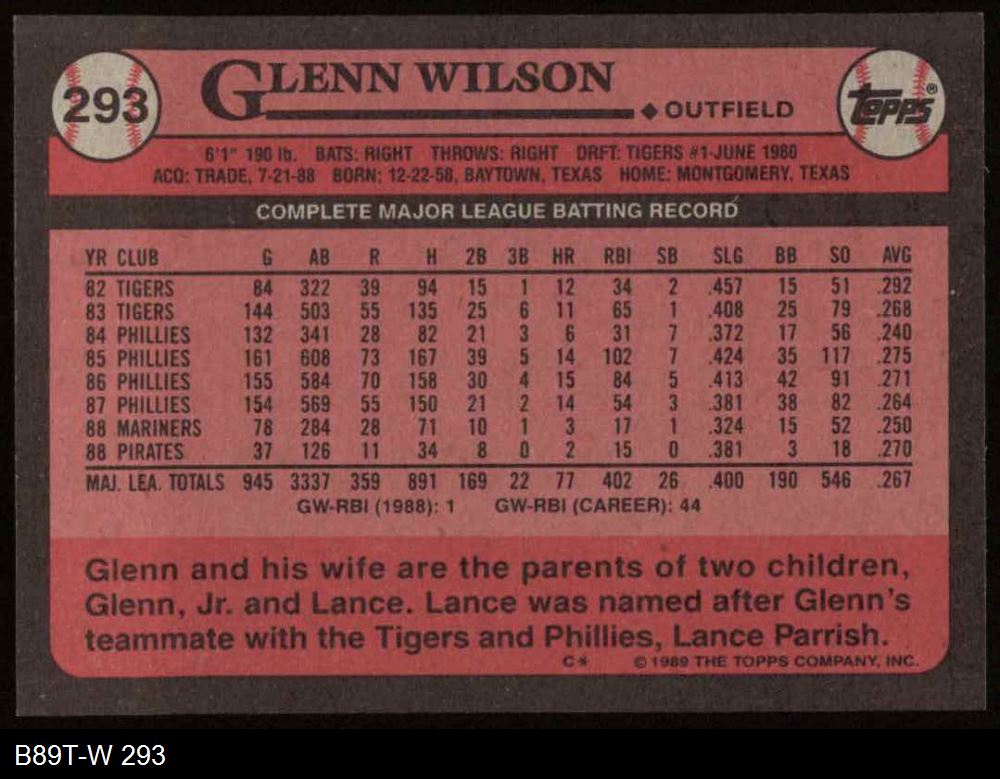 293
GLENN WILSON
◆ OUTFIELD
Topps®
6'1" 190 lb. BATS: RIGHT THROWS: RIGHT DRFT: TIGERS #1-JUNE 1980
ACQ: TRADE, 7-21-88 BORN: 12-22-58, BAYTOWN, TEXAS HOME: MONTGOMERY, TEXAS
COMPLETE MAJOR LEAGUE BATTING RECORD
YR CLUB G AB R H 2B 3B HR RBI SB SLG BB SO AVG
82 TIGERS 84 322 39 94 15 1 12 34 2 .457 15 51 .292
83 TIGERS 144 503 55 135 25 6 11 65 1 .408 25 79 .268
84 PHILLIES 132 341 28 82 21 3 6 31 7 .372 17 56 .240
85 PHILLIES 161 608 73 167 39 5 14 102 7 .424 35 117 .275
86 PHILLIES 155 584 70 158 30 4 15 84 5 .413 42 91 .271
87 PHILLIES 154 569 55 150 21 2 14 54 3 .381 38 82 .264
88 MARINERS 78 284 28 71 10 1 3 17 1 .324 15 52 .250
88 PIRATES 37 126 11 34 8 0 2 15 0 .381 3 18 .270
MAJ. LEA. TOTALS 945 3337 359 891 169 22 77 402 26 .400 190 546 .267
GW-RBI (1988): 1 GW-RBI (CAREER): 44
Glenn and his wife are the parents of two children,
Glenn, Jr. and Lance. Lance was named after Glenn's
teammate with the Tigers and Phillies, Lance Parrish.
C* © 1989 THE TOPPS COMPANY, INC.
B89T-W 293